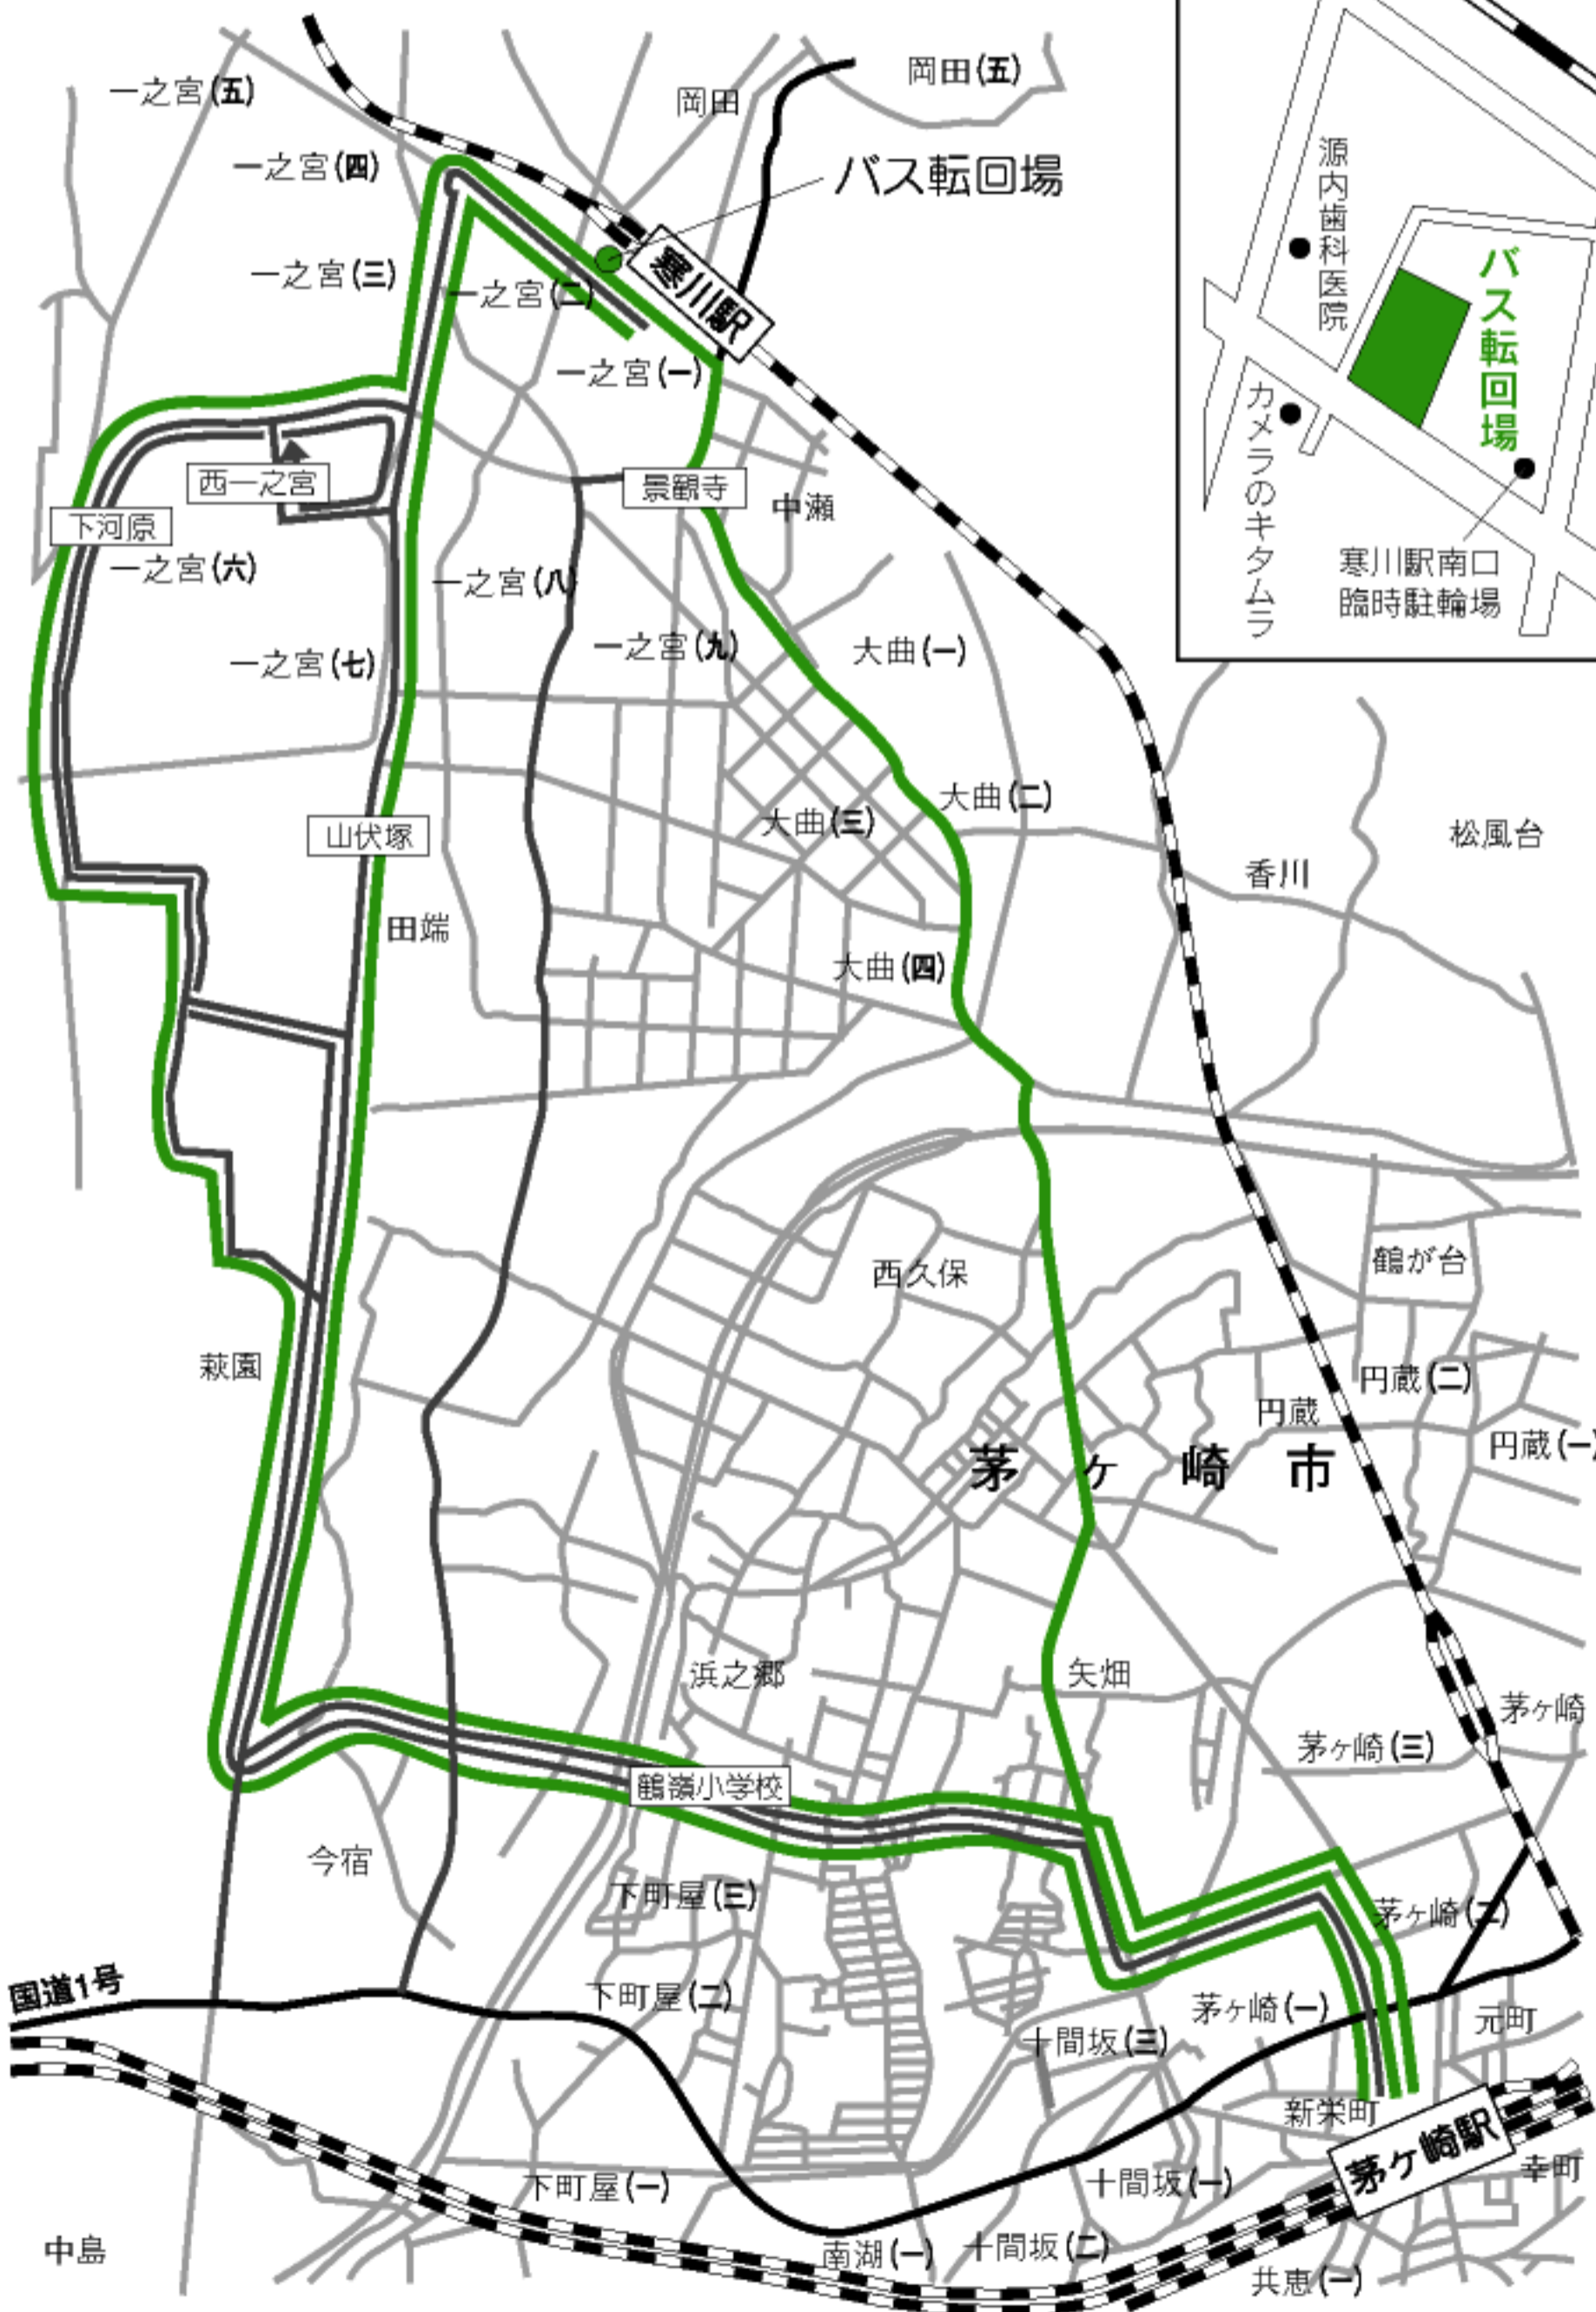 一之宮(五)
岡田
岡田(五)
一之宮(四)
バス転回場
一之宮(三)
一之宮(二)
寒川駅
一之宮(一)
西一之宮
景観寺
中瀬
下河原
一之宮(六)
一之宮(八)
一之宮(九)
大曲(一)
一之宮(七)
大曲(二)
大曲(三)
山伏塚
松風台
香川
田端
大曲(四)
西久保
鶴が台
萩園
円蔵(二)
円蔵
円蔵(一)
茅ヶ崎市
浜之郷
矢畑
茅ヶ崎
茅ヶ崎(三)
鶴嶺小学校
今宿
下町屋(三)
茅ヶ崎(二)
国道1号
下町屋(二)
茅ヶ崎(一)
元町
十間坂(三)
新栄町
茅ケ崎駅
幸町
下町屋(一)
十間坂(一)
中島
南湖(一)
十間坂(二)
共恵(一)
源内歯科医院
バス転回場
カメラのキタムラ
寒川駅南口
臨時駐輪場